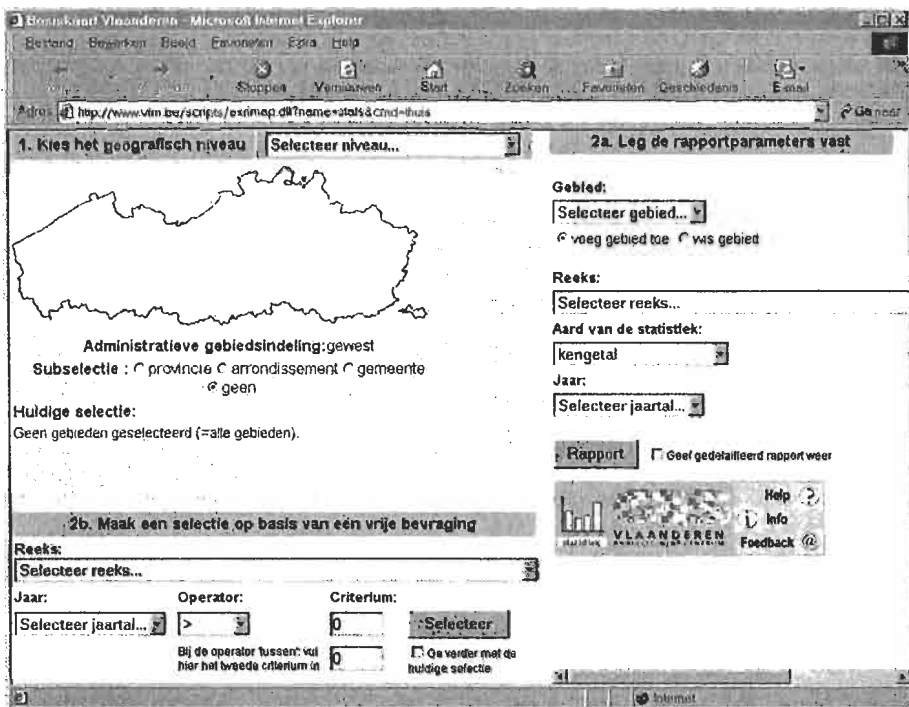 Basiskaart Vlaanderen - Microsoft Internet Explorer
Bestand Bewerken Beeld Favorieten Extra Help
Stoppen Vernieuwen Start Zoeken Favorieten Geschiedenis E-mail
Adres http://www.vlm.be/scripts/esrimap.dll?name=stats&cmd=thuis Ga naar
1. Kies het geografisch niveau Selecteer niveau...
Administratieve gebiedsindeling:gewest
Subselectie : provincie arrondissement gemeente
geen
Huidige selectie:
Geen gebieden geselecteerd (=alle gebieden).
2b. Maak een selectie op basis van een vrije bevraging
Reeks:
Selecteer reeks...
Jaar: Operator: Criterium:
Selecteer jaartal... > 0 Selecteer
Bij de operator 'tussen': vul
hier het tweede criterium in 0 Ga verder met de
huidige selectie
2a. Leg de rapportparameters vast
Gebied:
Selecteer gebied...
voeg gebied toe wis gebied
Reeks:
Selecteer reeks...
Aard van de statistiek:
kengetal
Jaar:
Selecteer jaartal...
Rapport Geef gedetailleerd rapport weer
Help ?
i Info
Feedback @
statistiek
VLAANDEREN
Internet